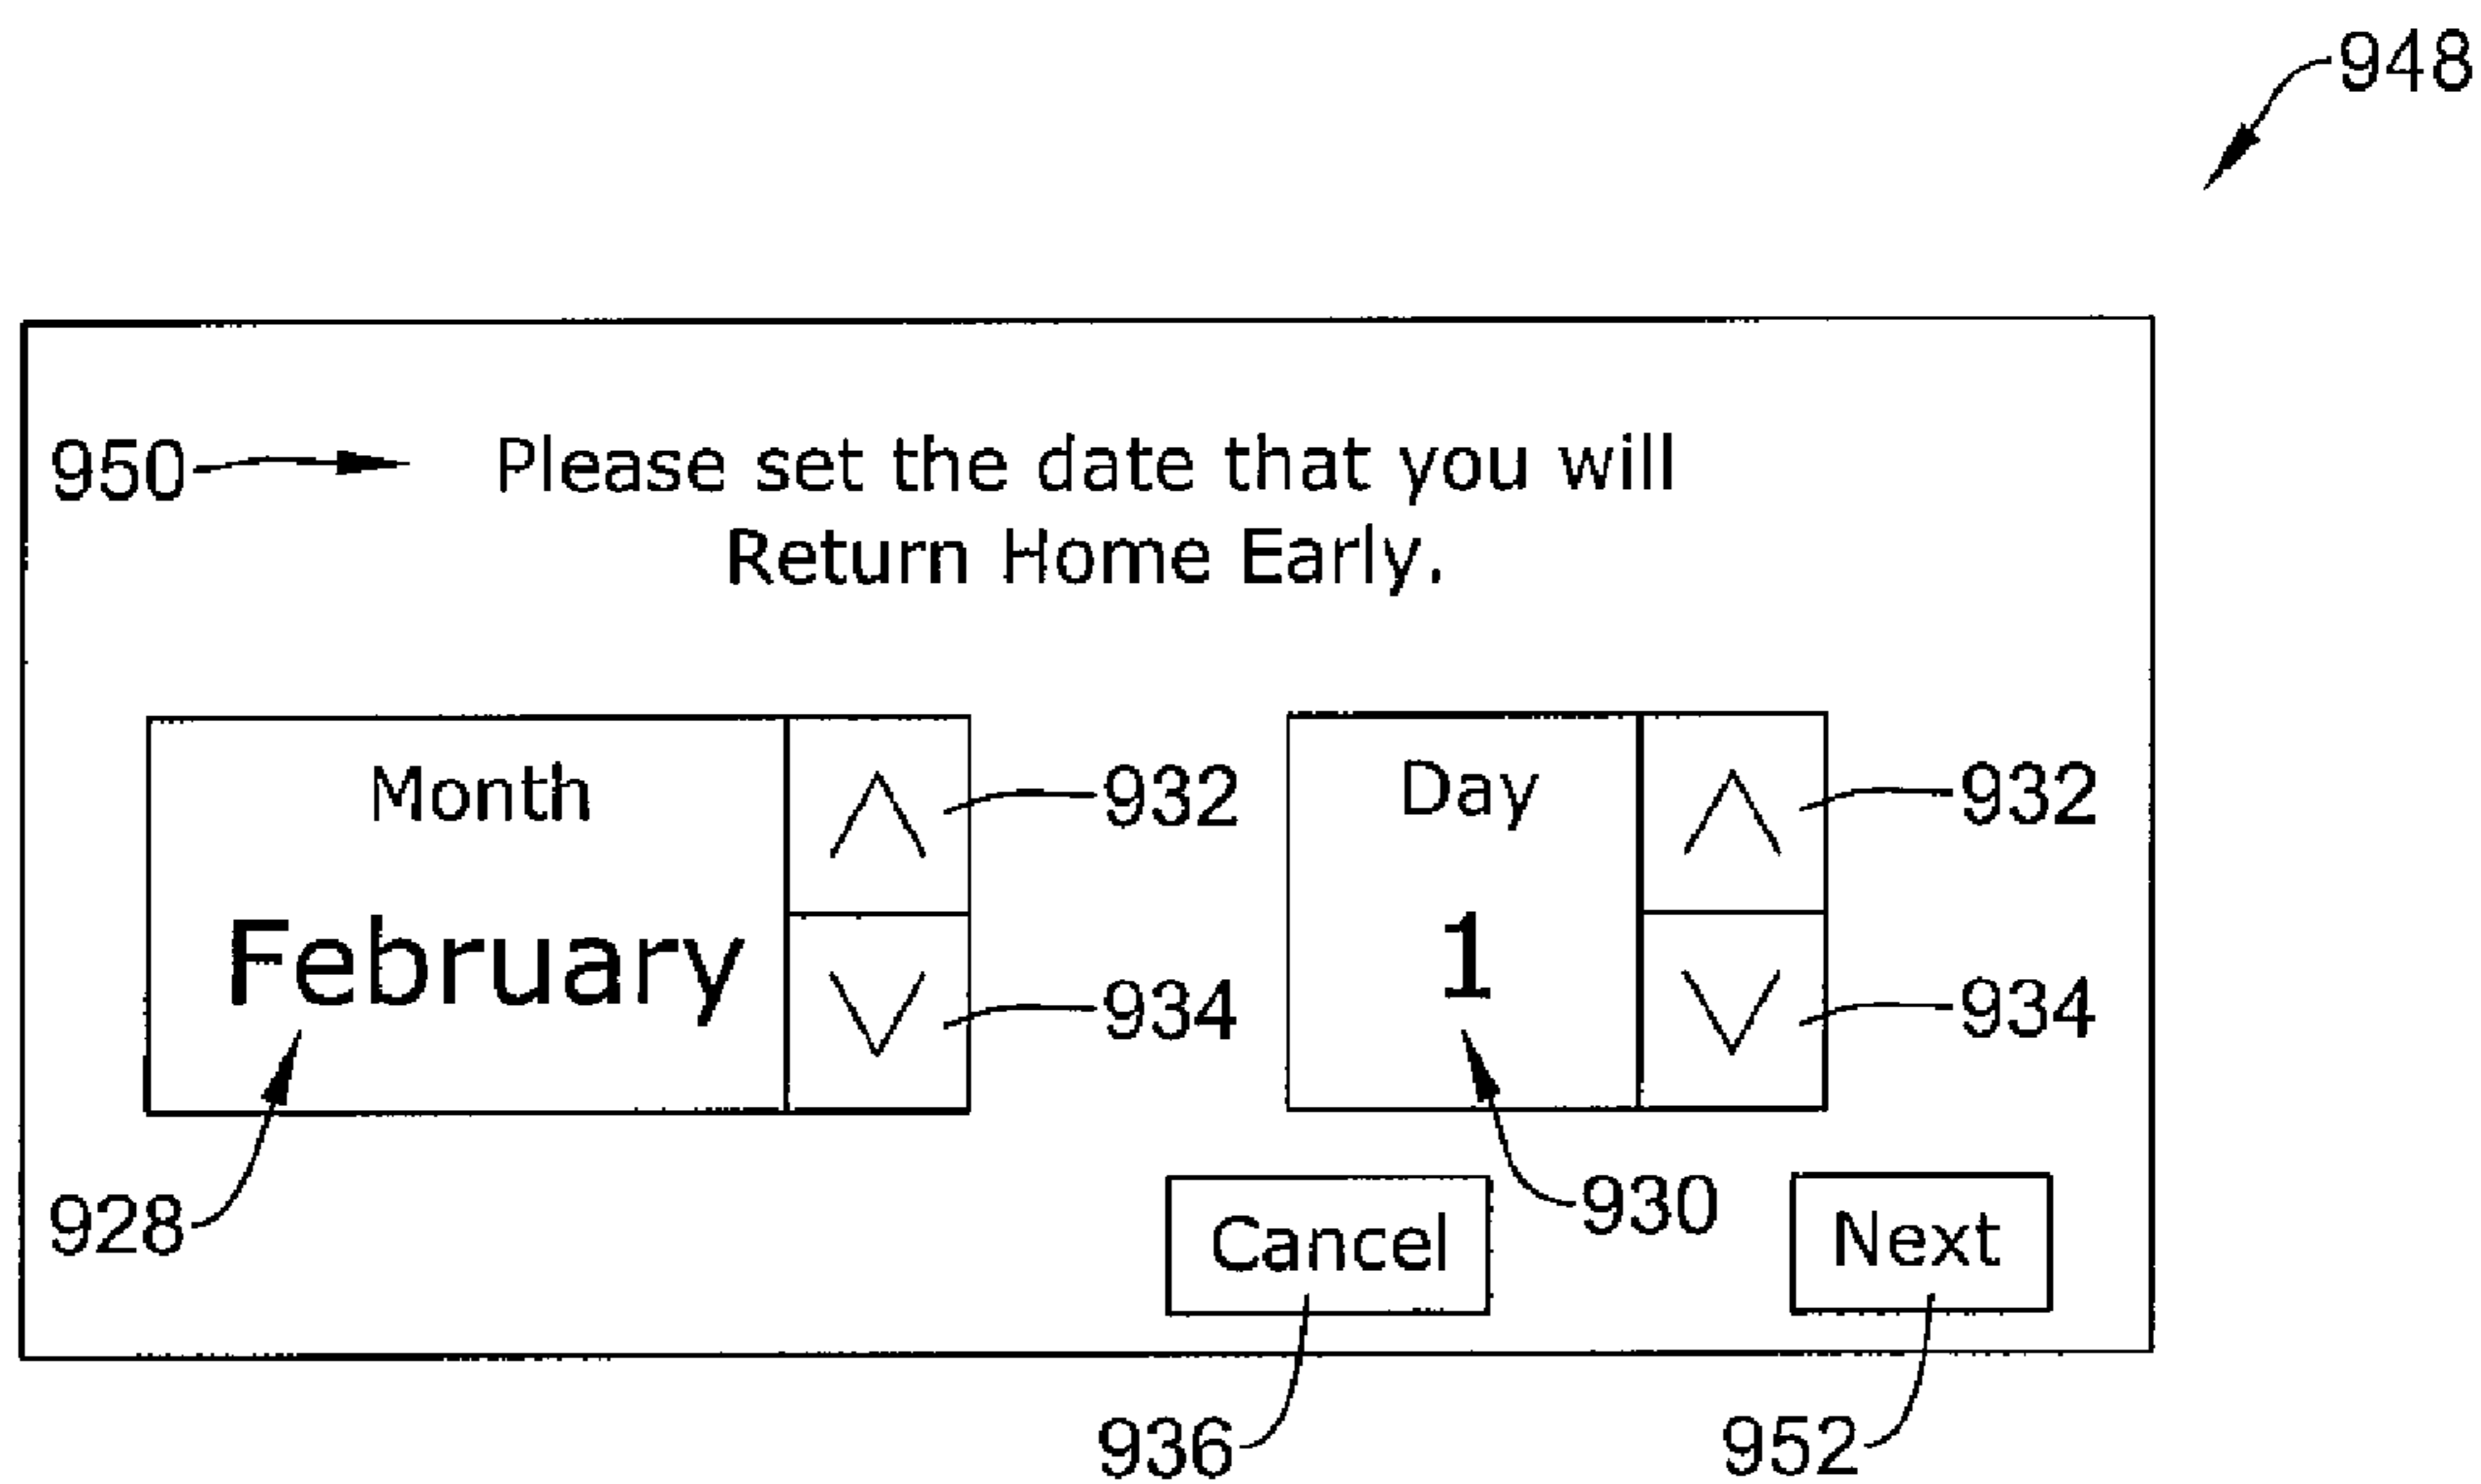 948
950 Please set the date that you will
Return Home Early.
Month 932 Day 932
February 934 1 934
928 Cancel 930 Next
936 952